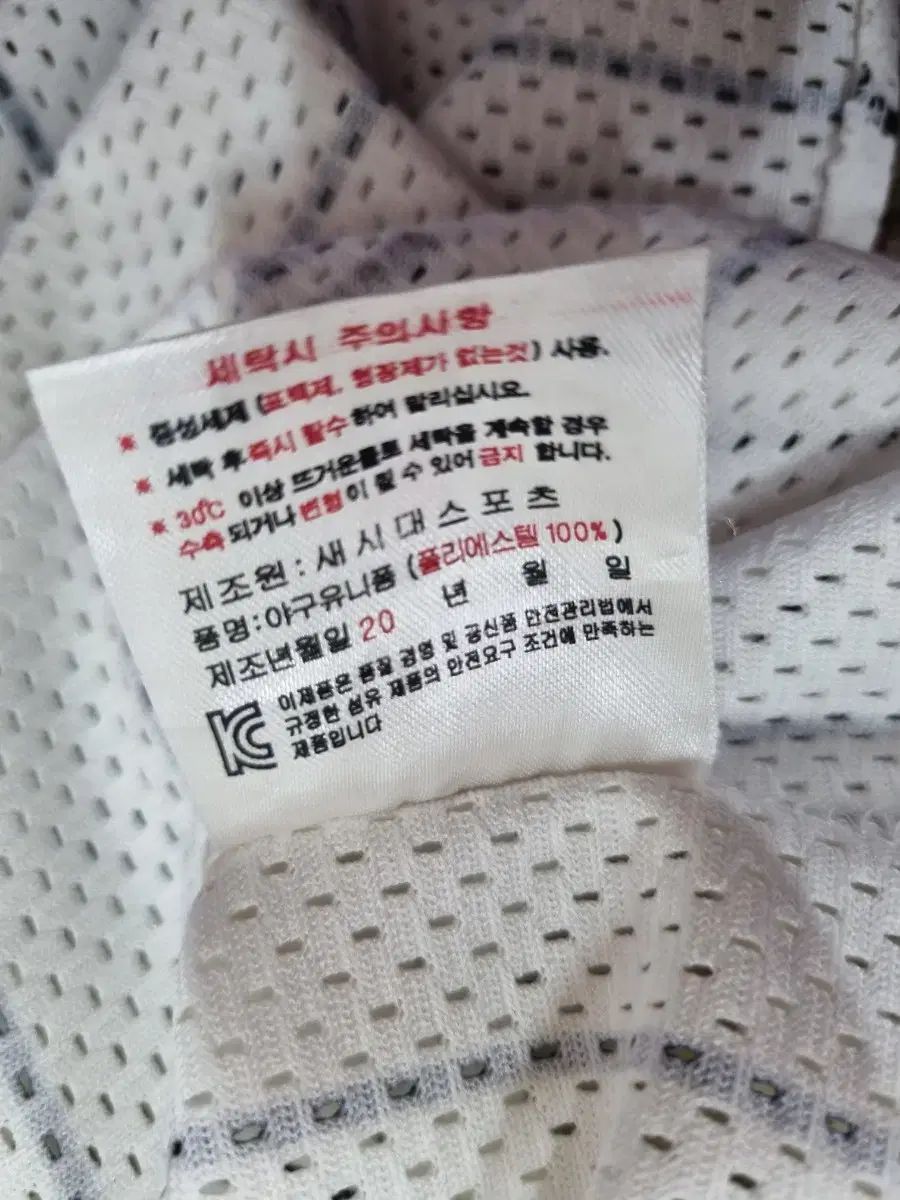 세탁시 주의사항
※ 중성세제 (표백제, 형광제가 없는것) 사용.
※ 세탁 후 즉시 탈수하여 말리십시요.
※ 30℃ 이상 뜨거운물로 세탁을 계속할 경우
수축 되거나 변형이 될 수 있어 금지 합니다.
제조원 : 새시대스포츠
품명:야구유니폼 (폴리에스텔 100%)
제조년월일 20 년 월 일
이제품은 품질 경영 및 공산품 안전관리법에서
규정한 섬유 제품의 안전요구 조건에 만족하는
제품입니다